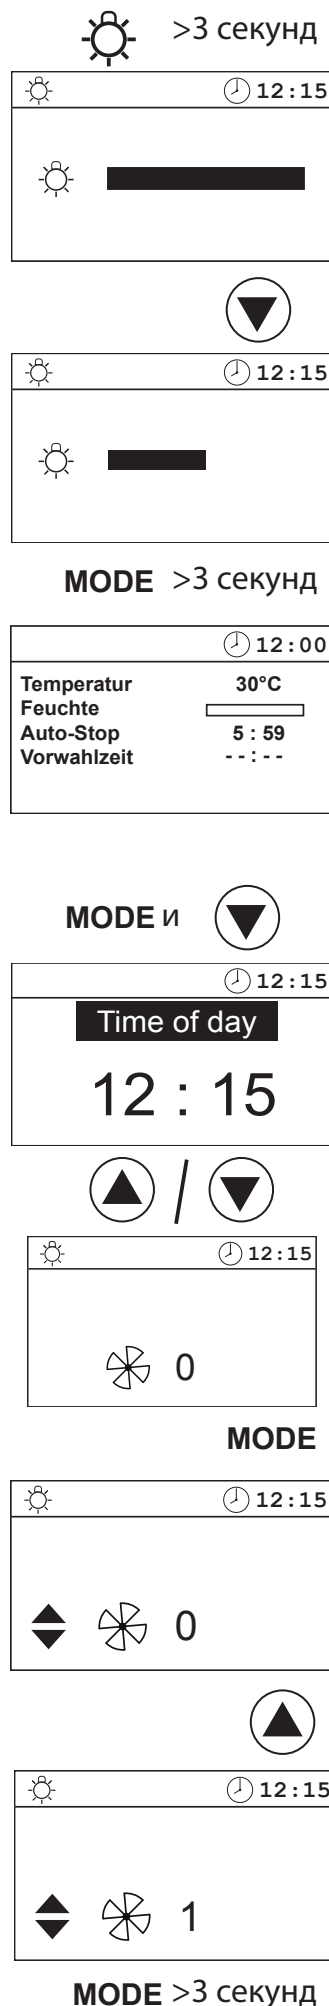 >3 секунд
12:15
12:15
MODE >3 секунд
12:00
Temperatur 30°C
Feuchte
Auto-Stop 5 : 59
Vorwahlzeit - - : - -
MODE и
12:15
Time of day
12 : 15
/
12:15
0
MODE
12:15
0
12:15
1
MODE >3 секунд